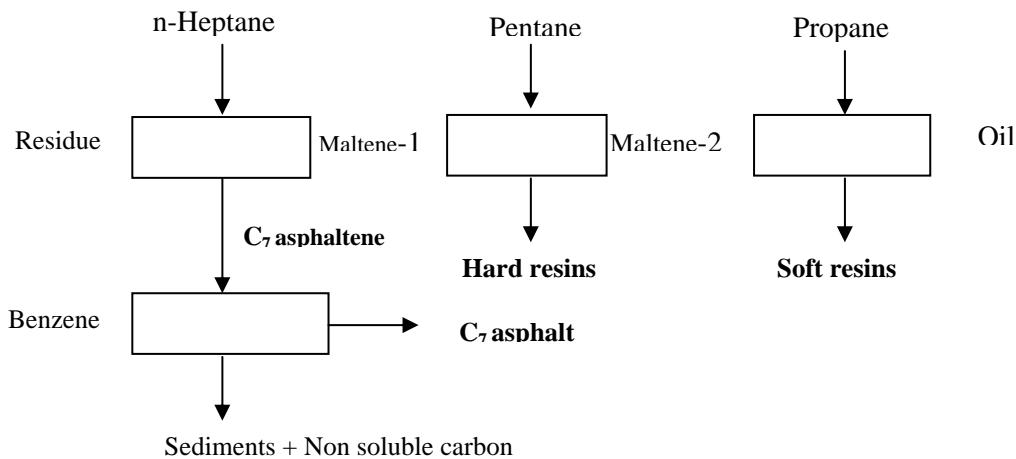 n-Heptane
Pentane
Propane
Residue
Maltene-1
Maltene-2
Oil
C₇ asphaltene
Hard resins
Soft resins
Benzene
C₇ asphalt
Sediments + Non soluble carbon